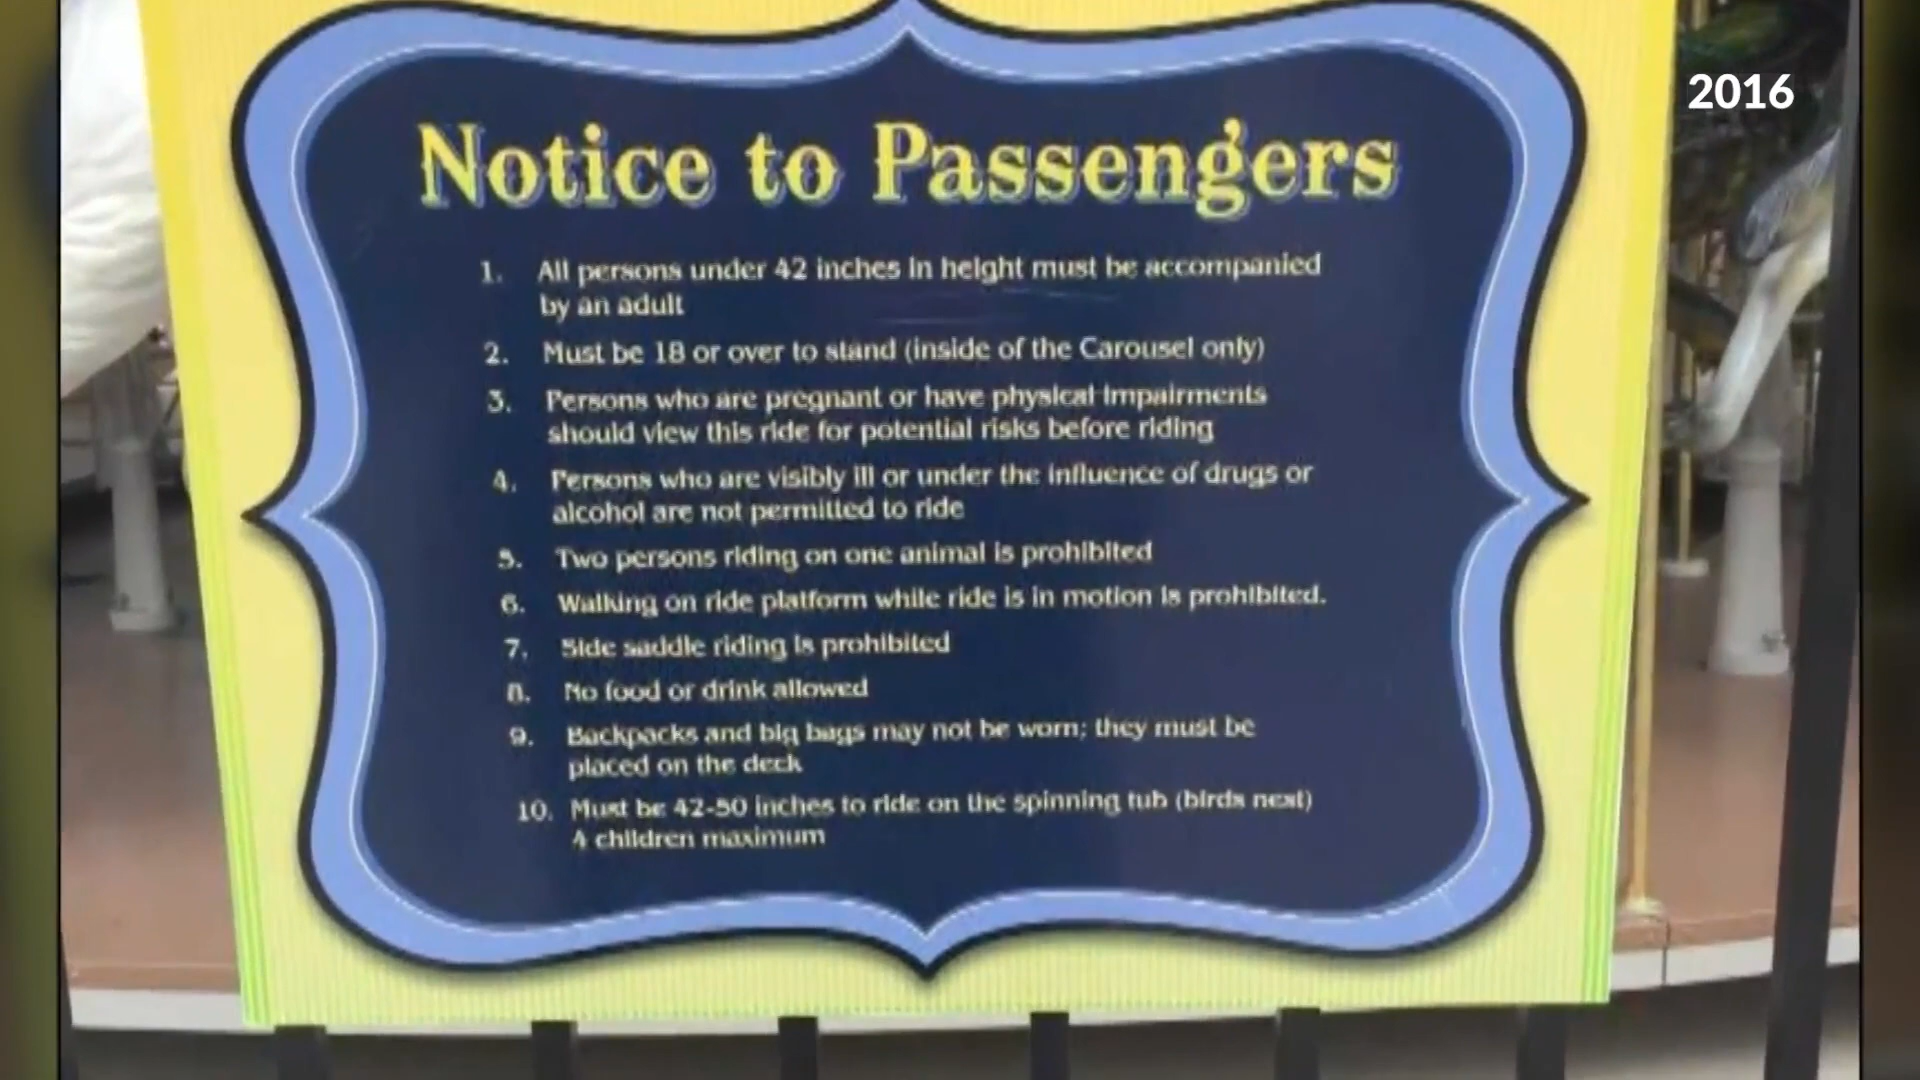 2016
Notice to Passengers
1. All persons under 42 inches in height must be accompanied
by an adult
2. Must be 18 or over to stand (inside of the Carousel only)
3. Persons who are pregnant or have physical impairments
should view this ride for potential risks before riding
4. Persons who are visibly ill or under the influence of drugs or
alcohol are not permitted to ride
5. Two persons riding on one animal is prohibited
6. Walking on ride platform while ride is in motion is prohibited.
7. Side saddle riding is prohibited
8. No food or drink allowed
9. Backpacks and big bags may not be worn; they must be
placed on the deck
10. Must be 42-50 inches to ride on the spinning tub (birds nest)
4 children maximum